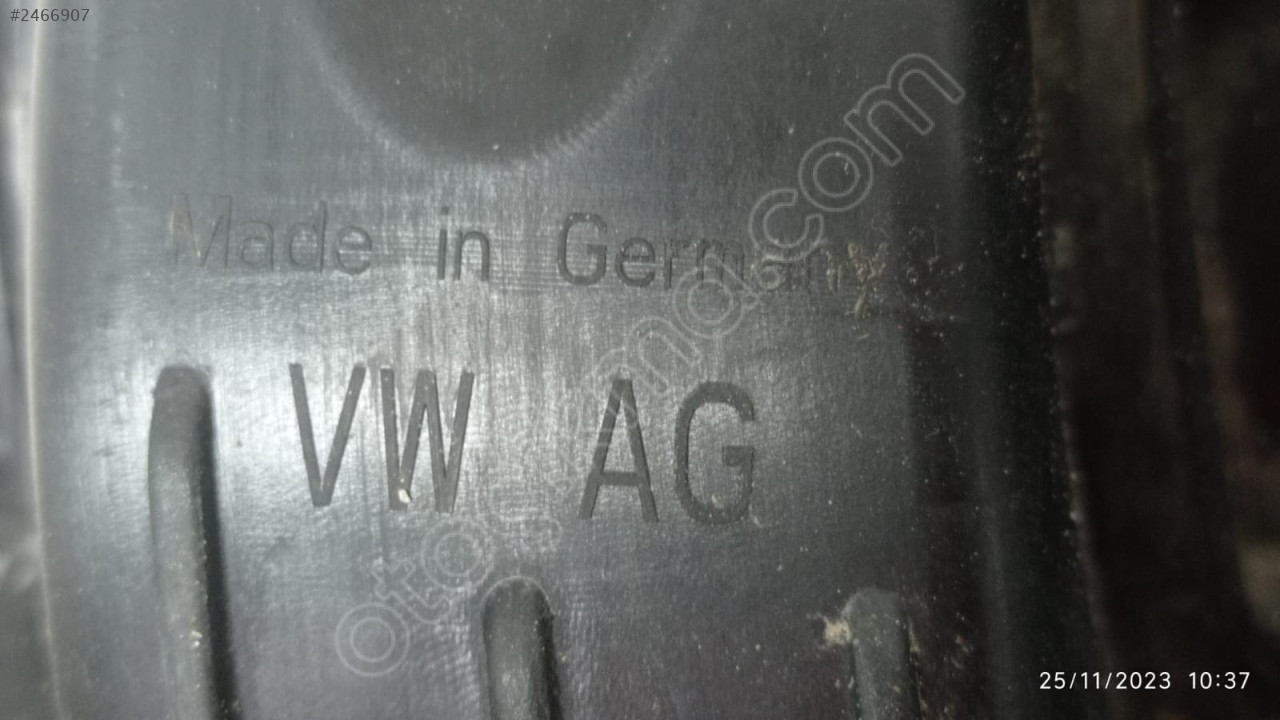 #2466907
Made in Germany
VW AG
25/11/2023 10:37